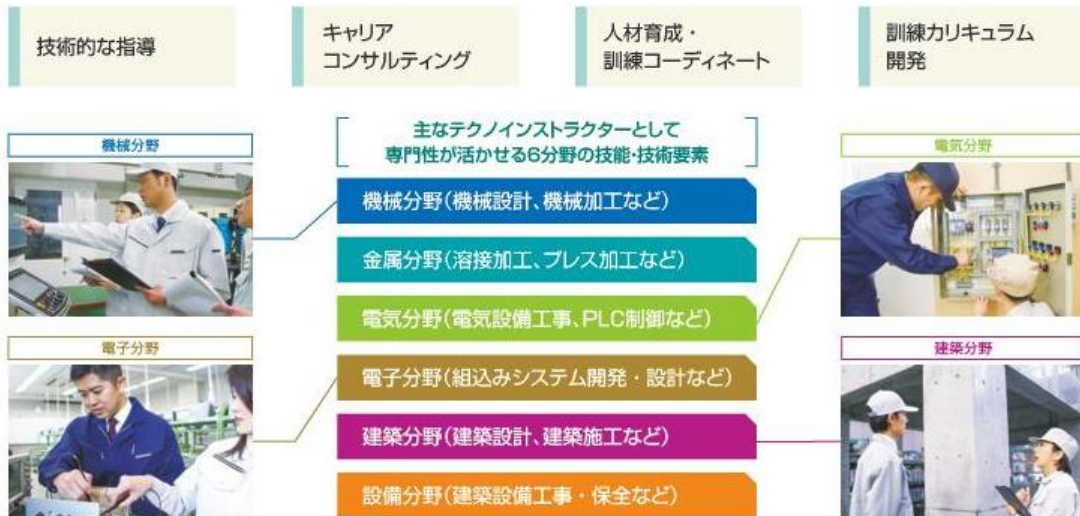 技術的な指導
キャリア
コンサルティング
人材育成・
訓練コーディネート
訓練カリキュラム
開発
主なテクノインストラクターとして
専門性が活かせる6分野の技能・技術要素
機械分野
電気分野
機械分野(機械設計、機械加工など)
金属分野(溶接加工、プレス加工など)
電気分野(電気設備工事、PLC制御など)
電子分野
建築分野
電子分野(組込みシステム開発・設計など)
建築分野(建築設計、建築施工など)
設備分野(建築設備工事・保全など)